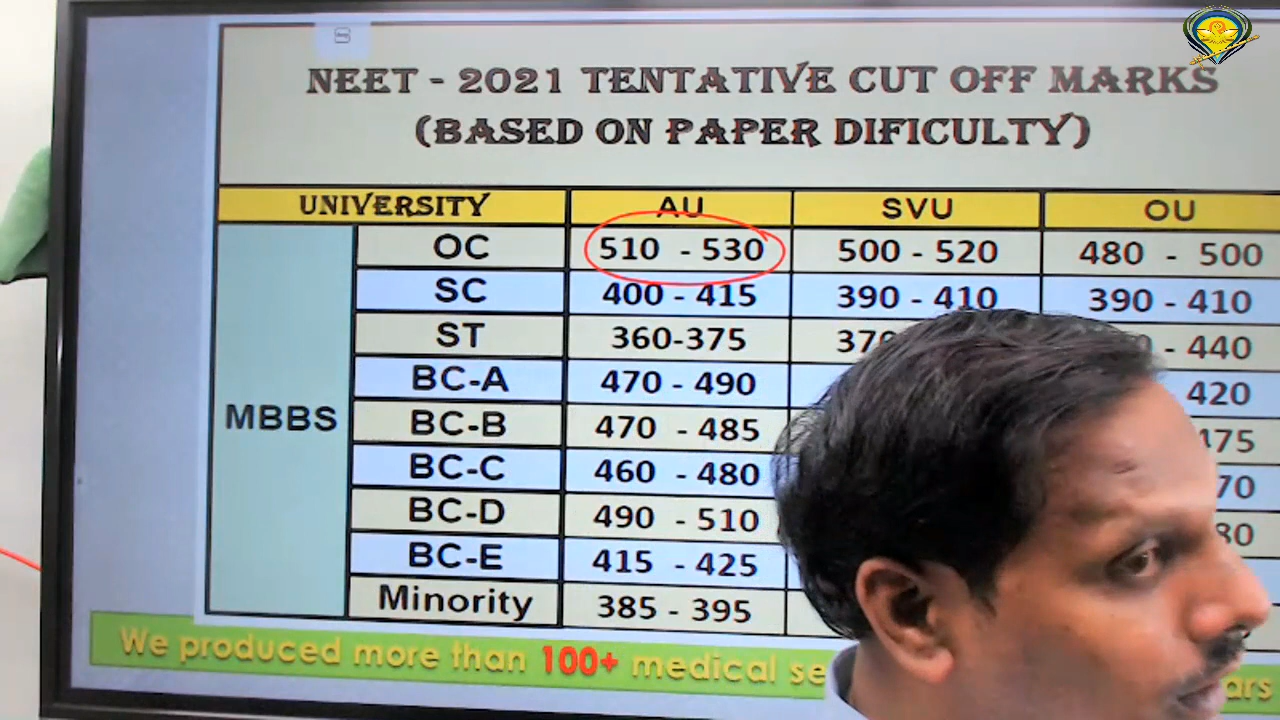 NEET - 2021 TENTATIVE CUT OFF MARKS
(BASED ON PAPER DIFICULTY)
UNIVERSITY AU SVU OU
MBBS
OC 510 - 530 500 - 520 480 - 500
SC 400 - 415 390 - 410 390 - 410
ST 360-375 - 440
BC-A 470 - 490 420
BC-B 470 - 485
BC-C 460 - 480
BC-D 490 - 510
BC-E 415 - 425
Minority 385 - 395
We produced more than 100+ medical